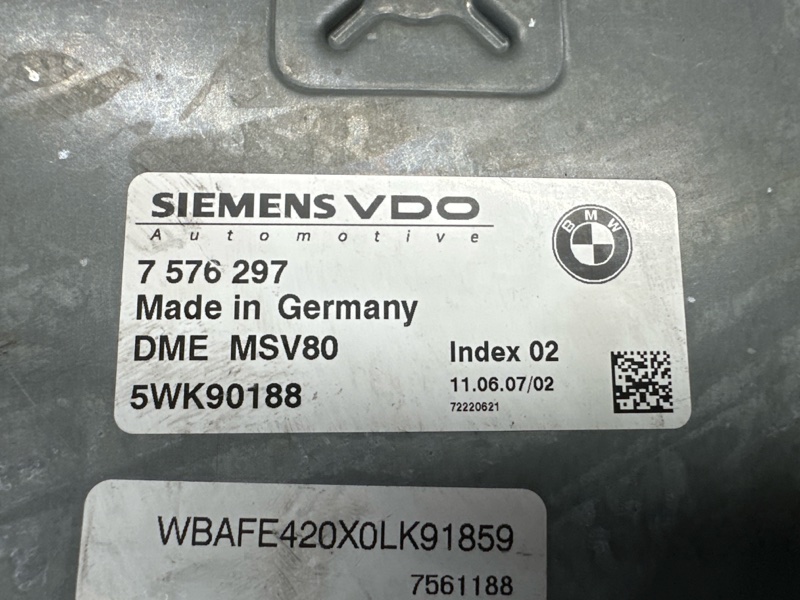 SIEMENS VDO
Automotive
BMW
7 576 297
Made in Germany
DME MSV80
Index 02
5WK90188
11.06.07/02
72220621
WBAFE420X0LK91859
7561188